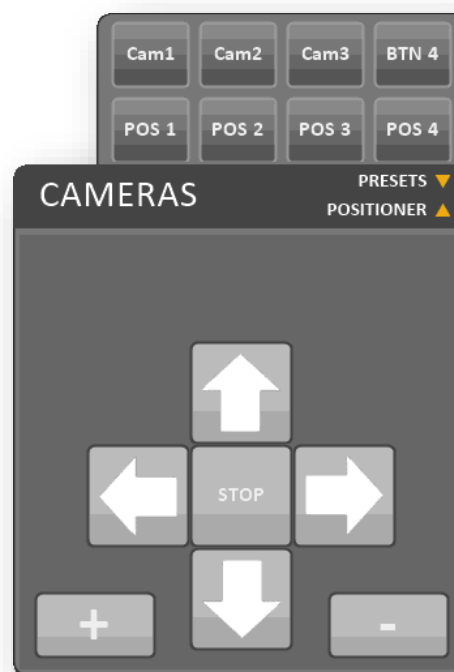 Cam1 Cam2 Cam3 BTN 4
POS 1 POS 2 POS 3 POS 4
CAMERAS
PRESETS
POSITIONER
STOP
+ -